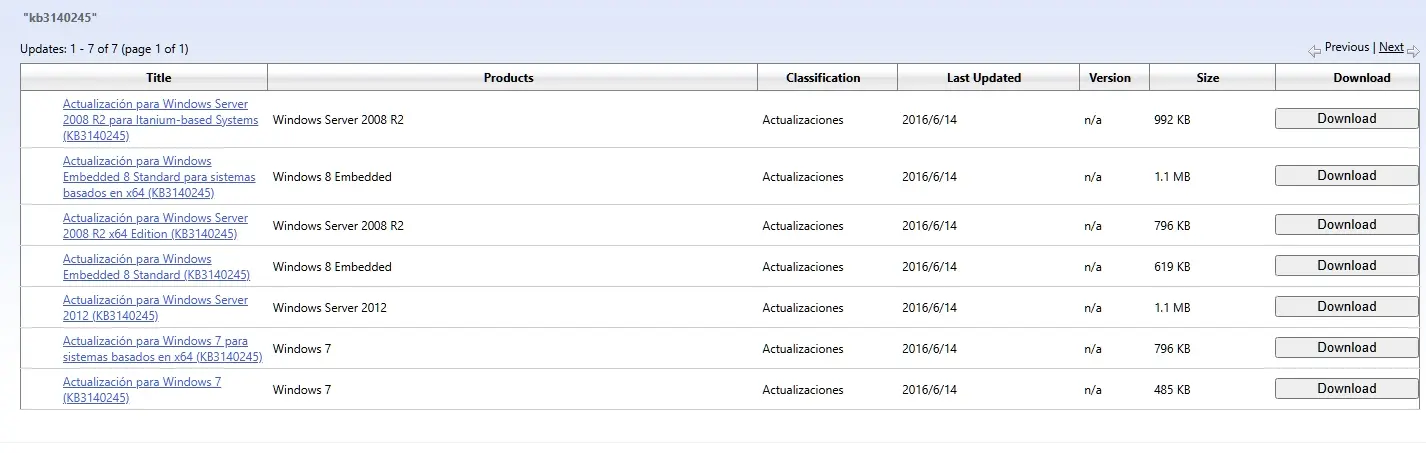 "kb3140245"
Updates: 1 - 7 of 7 (page 1 of 1)
Previous | Next
Title Products Classification Last Updated Version Size Download
Actualización para Windows Server
2008 R2 para Itanium-based Systems
(KB3140245)
Windows Server 2008 R2 Actualizaciones 2016/6/14 n/a 992 KB Download
Actualización para Windows
Embedded 8 Standard para sistemas
basados en x64 (KB3140245)
Windows 8 Embedded Actualizaciones 2016/6/14 n/a 1.1 MB Download
Actualización para Windows Server
2008 R2 x64 Edition (KB3140245)
Windows Server 2008 R2 Actualizaciones 2016/6/14 n/a 796 KB Download
Actualización para Windows
Embedded 8 Standard (KB3140245)
Windows 8 Embedded Actualizaciones 2016/6/14 n/a 619 KB Download
Actualización para Windows Server
2012 (KB3140245)
Windows Server 2012 Actualizaciones 2016/6/14 n/a 1.1 MB Download
Actualización para Windows 7 para
sistemas basados en x64 (KB3140245)
Windows 7 Actualizaciones 2016/6/14 n/a 796 KB Download
Actualización para Windows 7
(KB3140245)
Windows 7 Actualizaciones 2016/6/14 n/a 485 KB Download